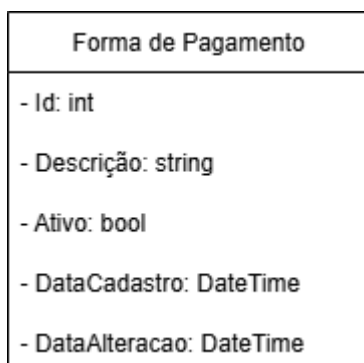 Forma de Pagamento
- Id: int
- Descrição: string
- Ativo: bool
- DataCadastro: DateTime
- DataAlteracao: DateTime